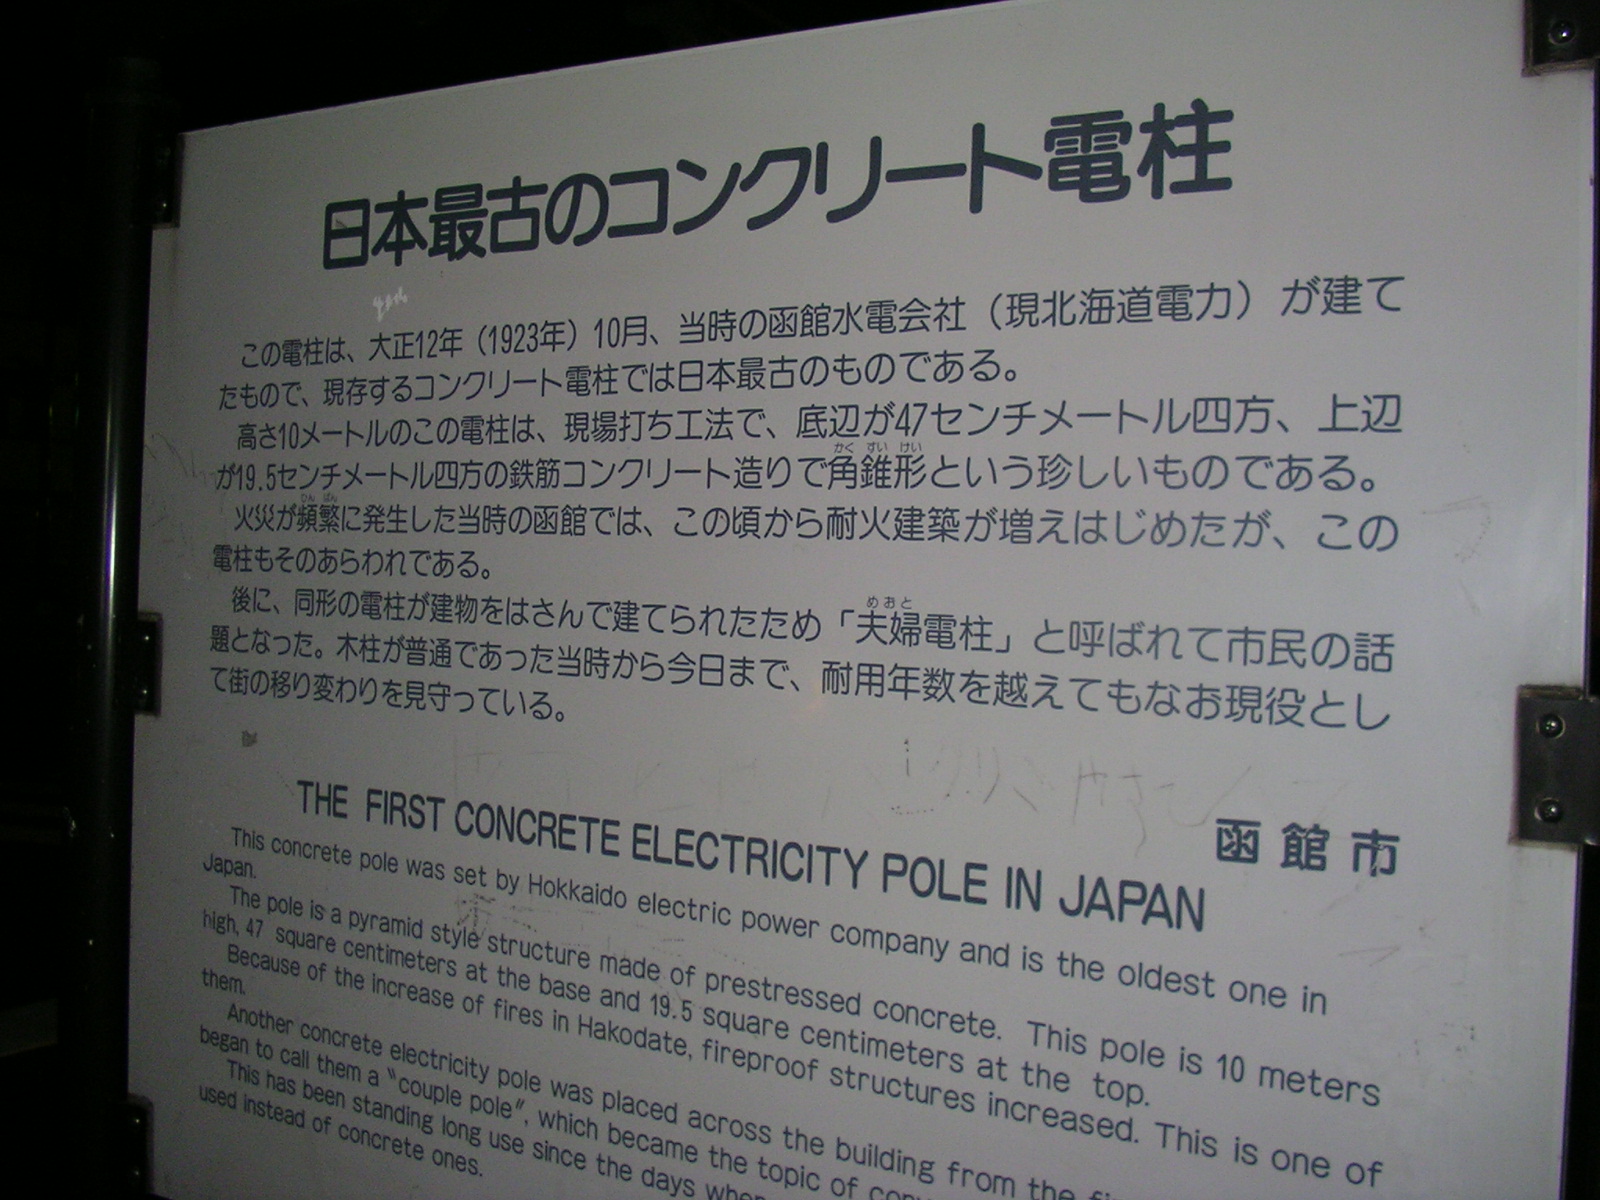 日本最古のコンクリート電柱
この電柱は、大正12年(1923年)10月、当時の函館水電会社(現北海道電力)が建て
たもので、現存するコンクリート電柱では日本最古のものである。
高さ10メートルのこの電柱は、現場打ち工法で、底辺が47センチメートル四方、上辺
かく すい けい
が19.5センチメートル四方の鉄筋コンクリート造りで角錐形という珍しいものである。
ひん ぱん
火災が頻繁に発生した当時の函館では、この頃から耐火建築が増えはじめたが、この
電柱もそのあらわれである。
めおと
後に、同形の電柱が建物をはさんで建てられたため「夫婦電柱」と呼ばれて市民の話
題となった。木柱が普通であった当時から今日まで、耐用年数を越えてもなお現役とし
て街の移り変わりを見守っている。
函館市
THE FIRST CONCRETE ELECTRICITY POLE IN JAPAN
This concrete pole was set by Hokkaido electric power company and is the oldest one in
Japan.
The pole is a pyramid style structure made of prestressed concrete. This pole is 10 meters
high, 47 square centimeters at the base and 19.5 square centimeters at the top.
Because of the increase of fires in Hakodate, fireproof structures increased. This is one of
them.
Another concrete electricity pole was placed across the building from the
began to call them a "couple pole", which became the topic of
This has been standing long use since the days
used instead of concrete ones.